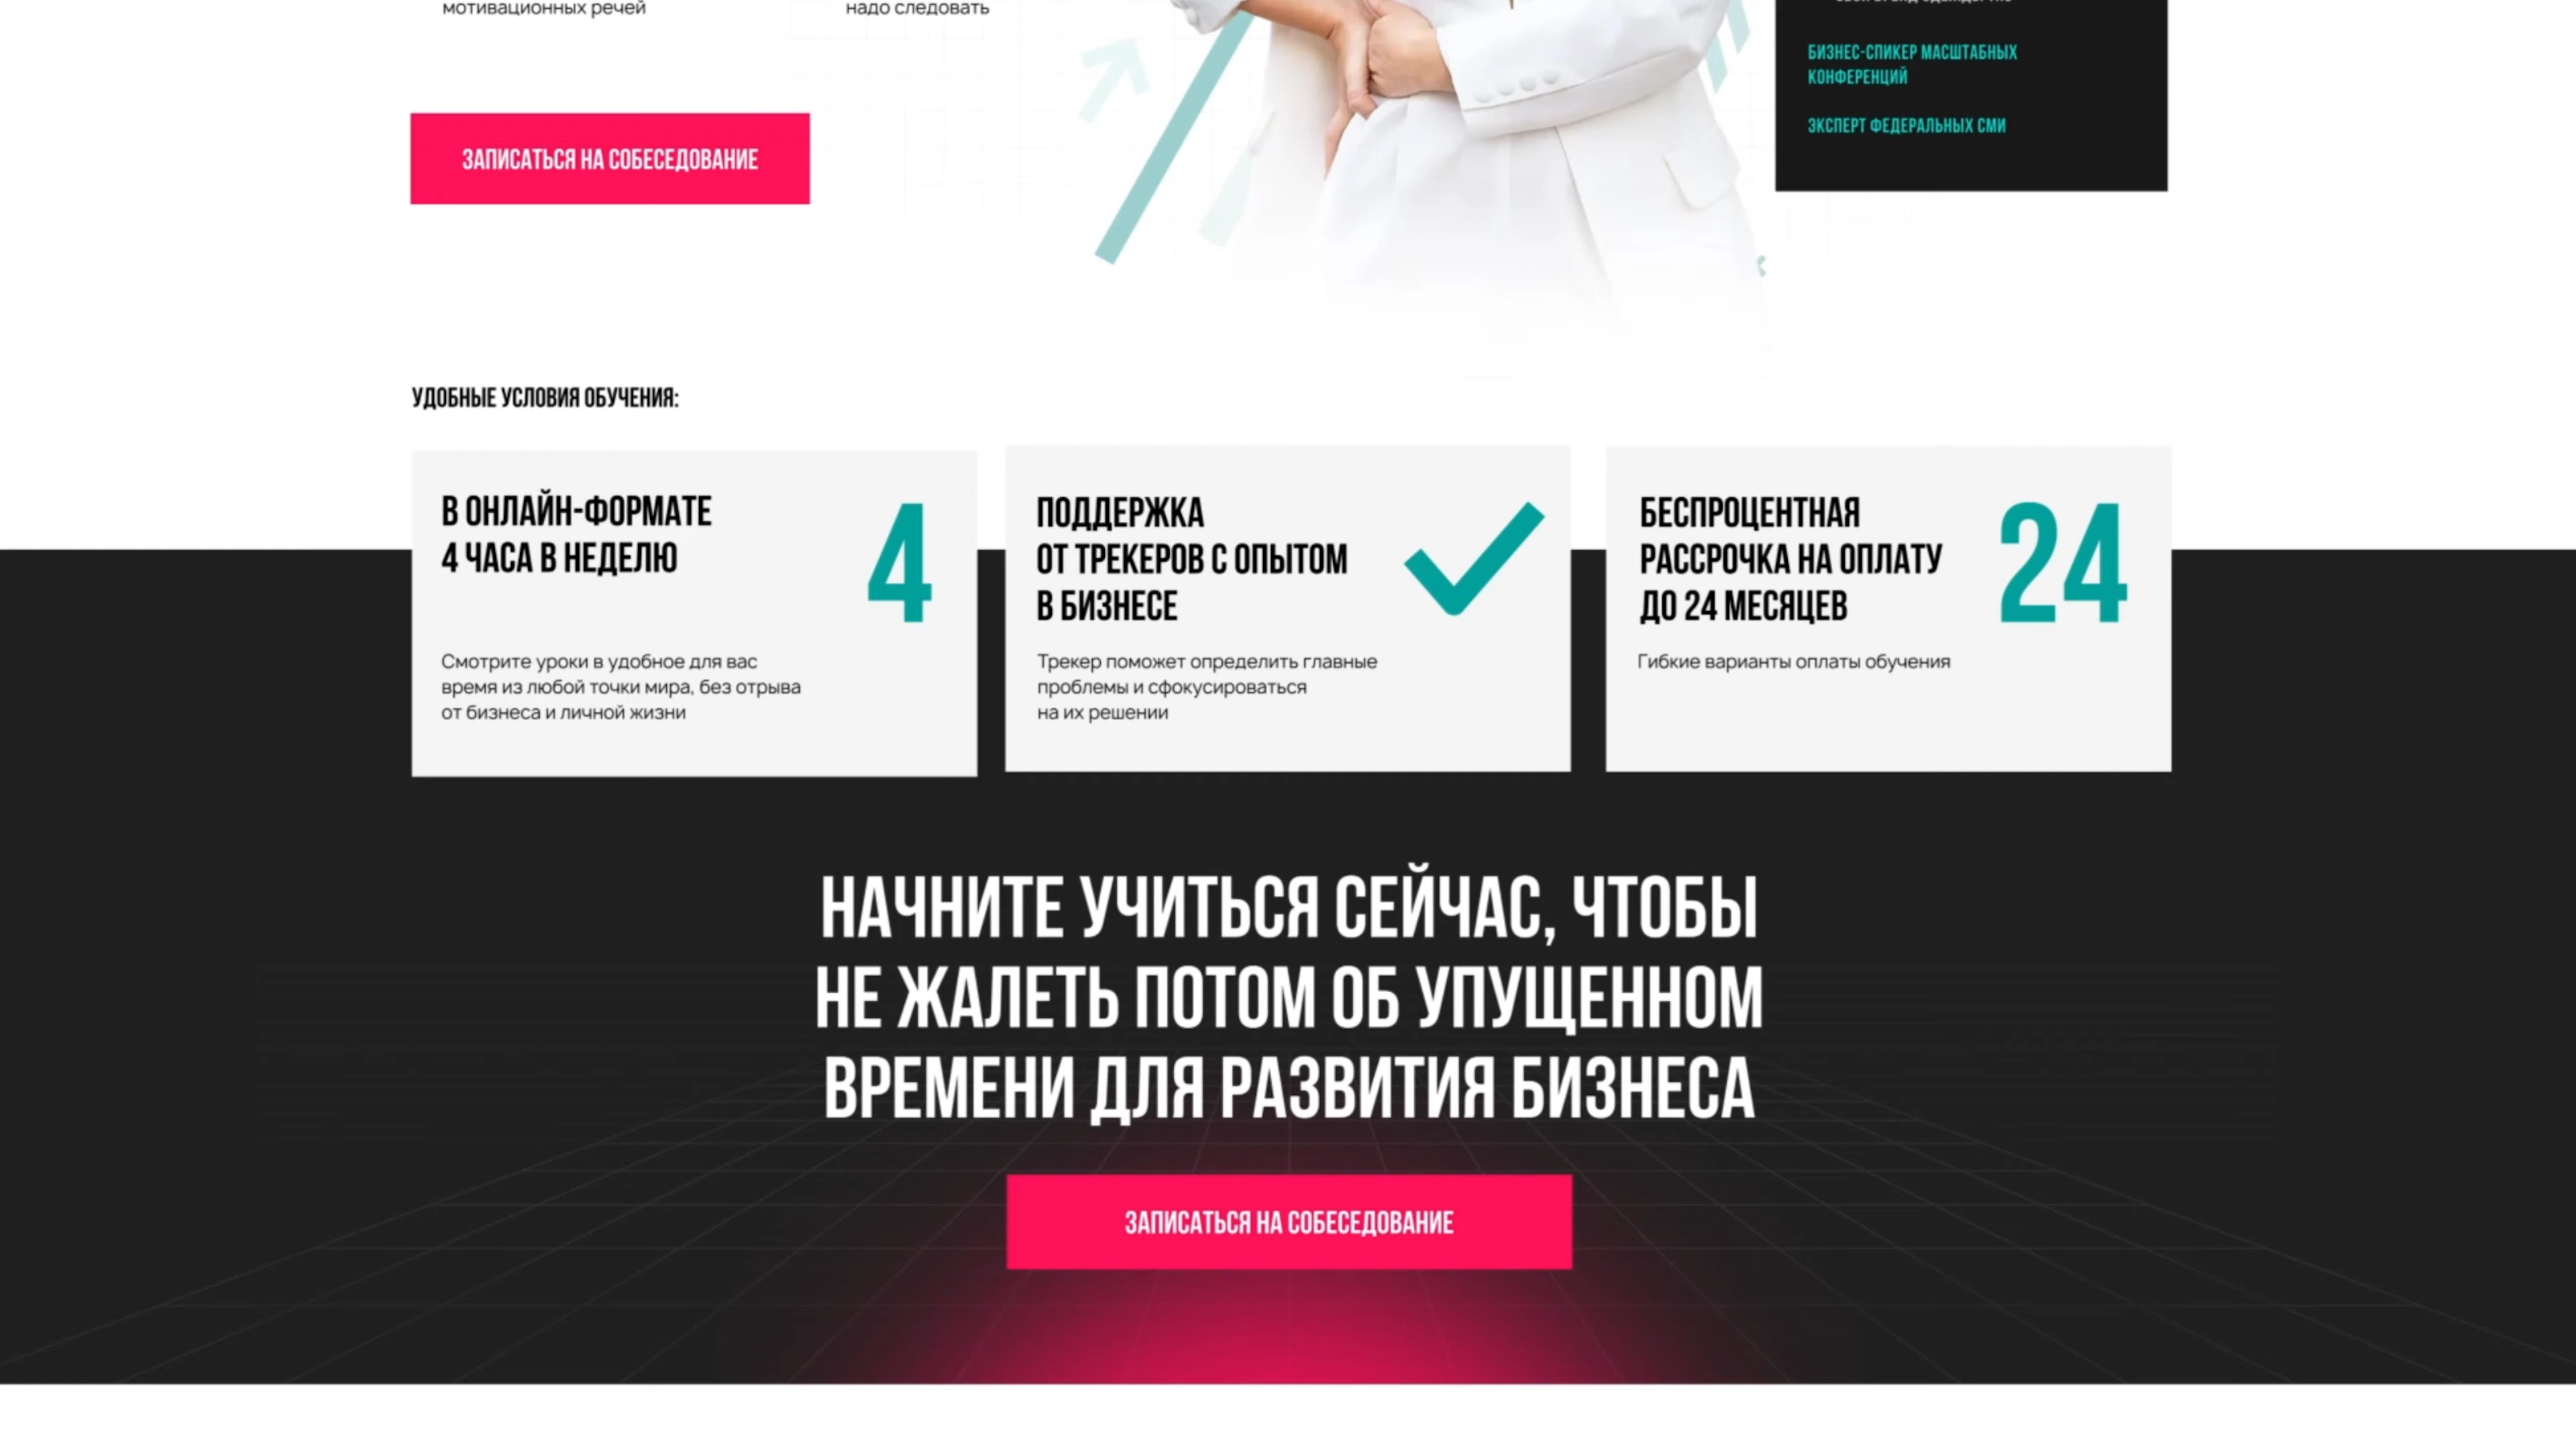 мотивационных речей
надо следовать
БИЗНЕС-СПИКЕР МАСШТАБНЫХ
КОНФЕРЕНЦИЙ
ЭКСПЕРТ ФЕДЕРАЛЬНЫХ СМИ
ЗАПИСАТЬСЯ НА СОБЕСЕДОВАНИЕ
УДОБНЫЕ УСЛОВИЯ ОБУЧЕНИЯ:
В ОНЛАЙН-ФОРМАТЕ
4 ЧАСА В НЕДЕЛЮ
4
Смотрите уроки в удобное для вас
время из любой точки мира, без отрыва
от бизнеса и личной жизни
ПОДДЕРЖКА
ОТ ТРЕКЕРОВ С ОПЫТОМ
В БИЗНЕСЕ
Трекер поможет определить главные
проблемы и сфокусироваться
на их решении
БЕСПРОЦЕНТНАЯ
РАССРОЧКА НА ОПЛАТУ
ДО 24 МЕСЯЦЕВ
24
Гибкие варианты оплаты обучения
НАЧНИТЕ УЧИТЬСЯ СЕЙЧАС, ЧТОБЫ
НЕ ЖАЛЕТЬ ПОТОМ ОБ УПУЩЕННОМ
ВРЕМЕНИ ДЛЯ РАЗВИТИЯ БИЗНЕСА
ЗАПИСАТЬСЯ НА СОБЕСЕДОВАНИЕ